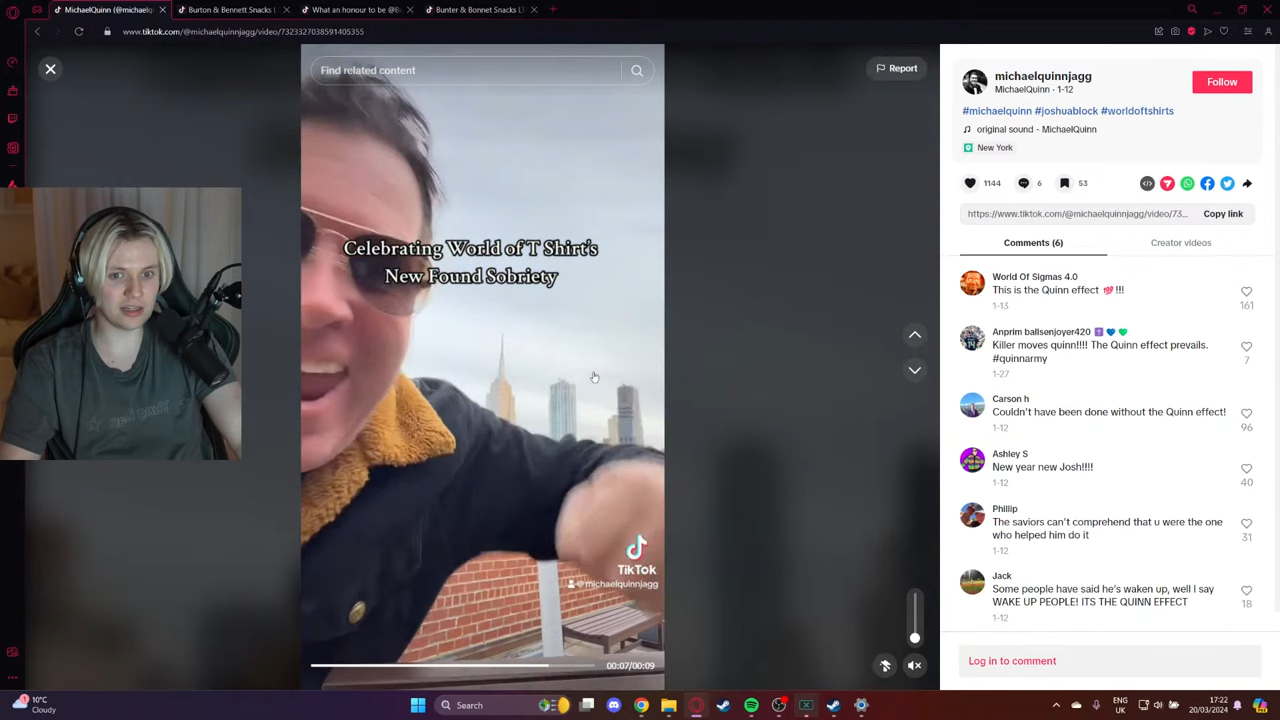 MichaelQuinn (@michaelquinnj
Burton & Bennett Snacks L
What an honour to be @B
Bunter & Bonnet Snacks L
www.tiktok.com/@michaelquinnjagg/video/7323327038591405355
Find related content
Report
Celebrating World of T Shirt's
New Found Sobriety
TikTok
@michaelquinnjagg
00:07/00:09
michaelquinnjagg
MichaelQuinn · 1-12
Follow
#michaelquinn #joshuablock #worldoftshirts
original sound - MichaelQuinn
New York
1144
6
53
https://www.tiktok.com/@michaelquinnjagg/video/73...
Copy link
Comments (6)
Creator videos
World Of Sigmas 4.0
This is the Quinn effect 💯!!!
1-13
161
Anprim ballsenjoyer420 ✝️💙💚
Killer moves quinn!!!! The Quinn effect prevails.
#quinnarmy
1-27
7
Carson h
Couldn't have been done without the Quinn effect!
1-12
96
Ashley S
New year new Josh!!!!
1-12
40
Phillip
The saviors can't comprehend that u were the one
who helped him do it
1-12
31
Jack
Some people have said he's waken up, well I say
WAKE UP PEOPLE! ITS THE QUINN EFFECT
1-12
18
Log in to comment
10°C
Cloudy
Search
ENG
UK
17:22
20/03/2024